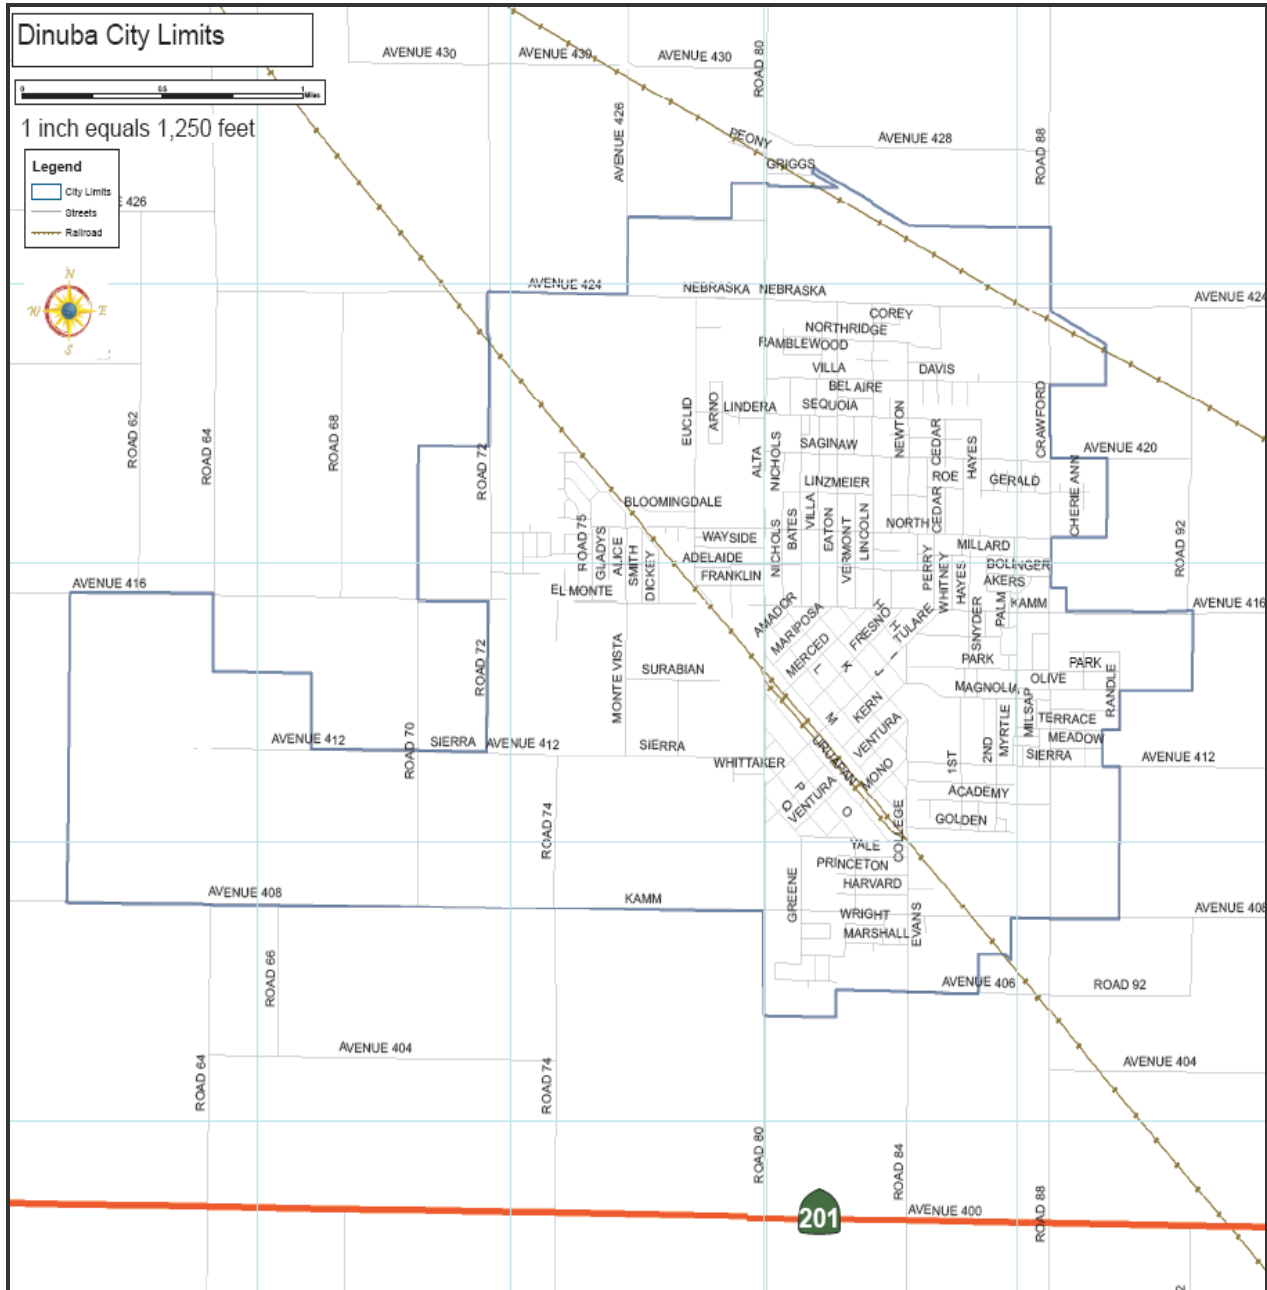 Dinuba City Limits
0 0.5 1
Miles
1 inch equals 1,250 feet
Legend
City Limits
Streets
Railroad
N
W E
S
AVENUE 430
AVENUE 430
AVENUE 430
ROAD 80
AVENUE 426
PEONY
GRIGGS
AVENUE 428
ROAD 88
E 426
AVENUE 424
NEBRASKA
NEBRASKA
AVENUE 424
COREY
NORTHRIDGE
RAMBLEWOOD
VILLA
DAVIS
BEL AIRE
LINDERA
SEQUOIA
ROAD 62
ROAD 64
ROAD 68
ROAD 72
EUCLID
ARNO
ALTA
NICHOLS
SAGINAW
NEWTON
CEDAR
HAYES
CRAWFORD
AVENUE 420
ROE
GERALD
LINZMEIER
CHERIE ANN
BLOOMINGDALE
NORTH
CEDAR
ROAD 75
GLADYS
ALICE
SMITH
DICKEY
WAYSIDE
ADELAIDE
FRANKLIN
NICHOLS
BATES
VILLA
EATON
VERMONT
LINCOLN
MILLARD
BOLINGER
AKERS
KAMM
PERRY
WHITNEY
HAYES
SNYDER
PALM
ROAD 92
AVENUE 416
EL MONTE
AVENUE 416
AMADOR
MARIPOSA
MERCED
FRESNO
TULARE
H
H
I
J
K
L
M
KERN
VENTURA
MONO
URUAPAN
ROAD 72
MONTE VISTA
SURABIAN
PARK
PARK
OLIVE
MAGNOLIA
RANDLE
MILSAP
TERRACE
MEADOW
SIERRA
MYRTLE
2ND
1ST
AVENUE 412
ROAD 70
SIERRA
AVENUE 412
SIERRA
WHITTAKER
AVENUE 412
P
Q
VENTURA
O
ACADEMY
GOLDEN
COLLEGE
ROAD 74
YALE
PRINCETON
HARVARD
GREENE
WRIGHT
MARSHALL
EVANS
AVENUE 408
KAMM
AVENUE 408
ROAD 66
AVENUE 406
ROAD 92
AVENUE 404
AVENUE 404
ROAD 64
ROAD 74
ROAD 80
ROAD 84
ROAD 88
201
AVENUE 400